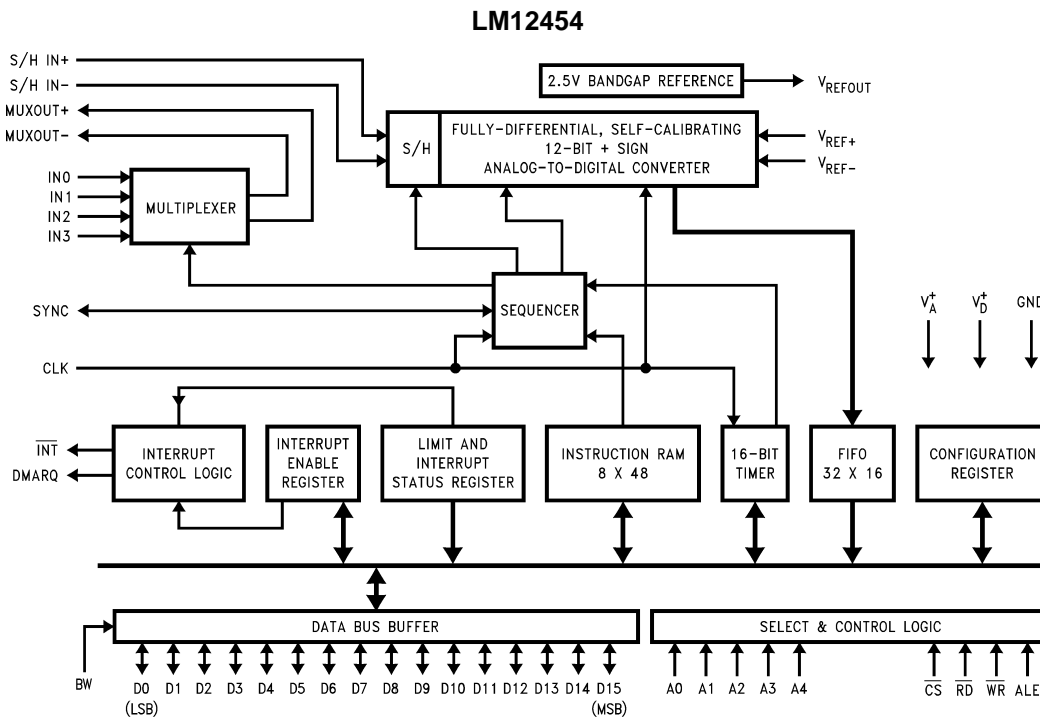 LM12454
S/H IN+
S/H IN-
MUXOUT+
MUXOUT-
IN0
IN1
IN2
IN3
MULTIPLEXER
2.5V BANDGAP REFERENCE
VREFOUT
S/H
FULLY-DIFFERENTIAL, SELF-CALIBRATING
12-BIT + SIGN
ANALOG-TO-DIGITAL CONVERTER
VREF+
VREF-
SYNC
SEQUENCER
CLK
VA+
VD+
GND
INT
DMARQ
INTERRUPT
CONTROL LOGIC
INTERRUPT
ENABLE
REGISTER
LIMIT AND
INTERRUPT
STATUS REGISTER
INSTRUCTION RAM
8 X 48
16-BIT
TIMER
FIFO
32 X 16
CONFIGURATION
REGISTER
BW
DATA BUS BUFFER
SELECT & CONTROL LOGIC
D0 D1 D2 D3 D4 D5 D6 D7 D8 D9 D10 D11 D12 D13 D14 D15
(LSB) (MSB)
A0 A1 A2 A3 A4
CS RD WR ALE